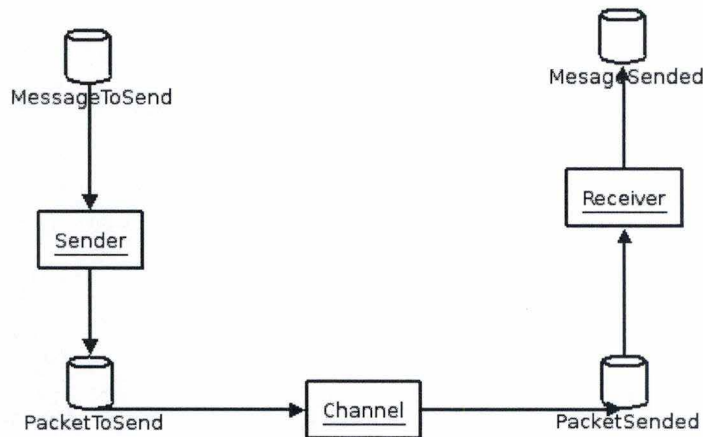 MessageToSend
MesageSended
Receiver
Sender
PacketToSend
Channel
PacketSended